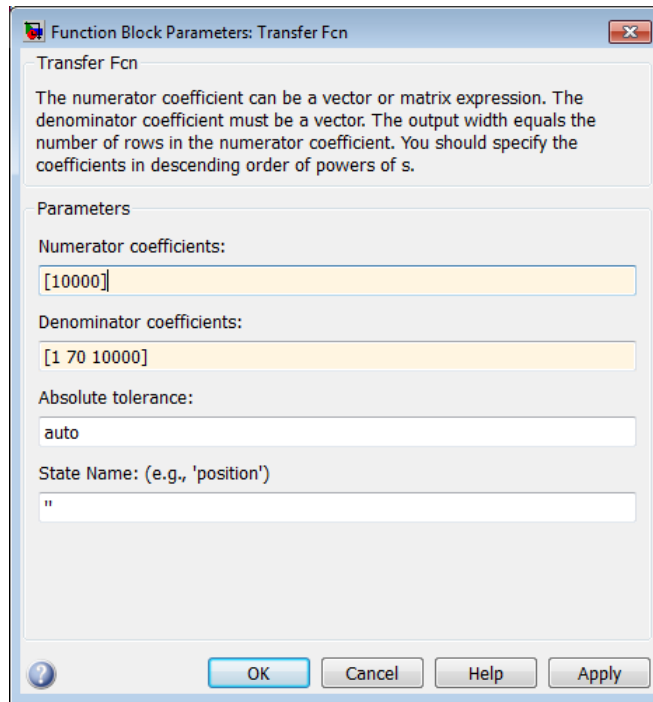 Function Block Parameters: Transfer Fcn
Transfer Fcn
The numerator coefficient can be a vector or matrix expression. The
denominator coefficient must be a vector. The output width equals the
number of rows in the numerator coefficient. You should specify the
coefficients in descending order of powers of s.
Parameters
Numerator coefficients:
[10000]
Denominator coefficients:
[1 70 10000]
Absolute tolerance:
auto
State Name: (e.g., 'position')
''
OK Cancel Help Apply